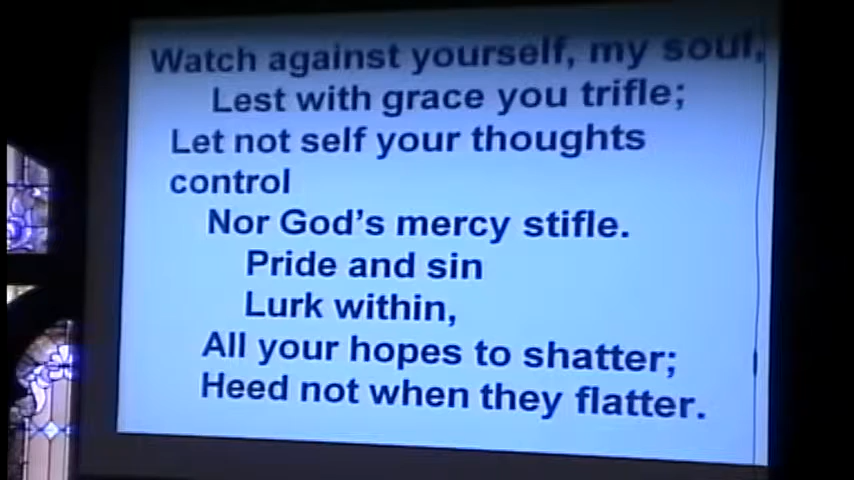 Watch against yourself, my soul,
Lest with grace you trifle;
Let not self your thoughts
control
Nor God's mercy stifle.
Pride and sin
Lurk within,
All your hopes to shatter;
Heed not when they flatter.